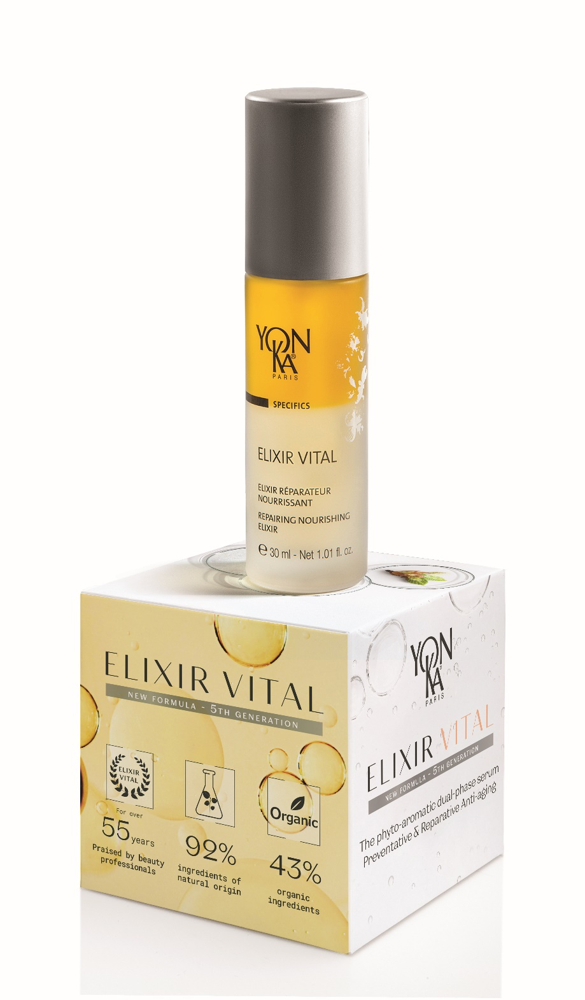 YON
KA®
PARIS
SPECIFICS
ELIXIR VITAL
ELIXIR RÉPARATEUR
NOURRISSANT
REPAIRING NOURISHING
ELIXIR
℮ 30 ml - Net 1.01 fl. oz.
ELIXIR VITAL
NEW FORMULA - 5TH GENERATION
ELIXIR
VITAL
For over
55 years
Praised by beauty
professionals
92%
ingredients of
natural origin
Organic
43%
organic
ingredients
YON
KA®
PARIS
ELIXIR VITAL
NEW FORMULA - 5TH GENERATION
The phyto-aromatic dual-phase serum
Preventative & Reparative Anti-aging